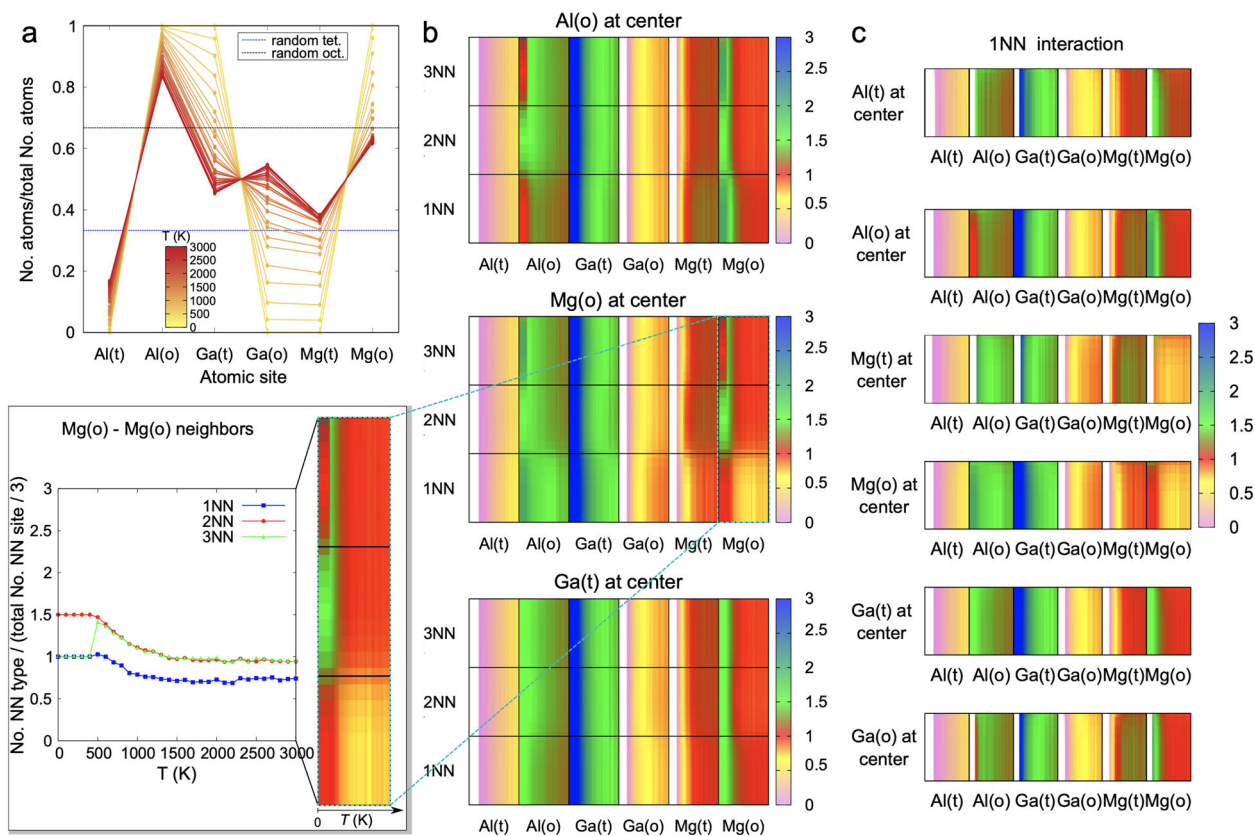 a
No. atoms/total No. atoms
1
0.8
0.6
0.4
0.2
0
random tet.
random oct.
T (K)
3000
2500
2000
1500
1000
500
0
Al(t) Al(o) Ga(t) Ga(o) Mg(t) Mg(o)
Atomic site
Mg(o) - Mg(o) neighbors
No. NN type / (total No. NN site / 3)
3
2.5
2
1.5
1
0.5
0
1NN
2NN
3NN
0 500 1000 1500 2000 2500 3000
T (K)
0 T (K)
b
Al(o) at center
3NN
2NN
1NN
Al(t) Al(o) Ga(t) Ga(o) Mg(t) Mg(o)
3
2.5
2
1.5
1
0.5
0
Mg(o) at center
3NN
2NN
1NN
Al(t) Al(o) Ga(t) Ga(o) Mg(t) Mg(o)
3
2.5
2
1.5
1
0.5
0
Ga(t) at center
3NN
2NN
1NN
Al(t) Al(o) Ga(t) Ga(o) Mg(t) Mg(o)
3
2.5
2
1.5
1
0.5
0
c
1NN interaction
Al(t) at
center
Al(t) Al(o) Ga(t) Ga(o) Mg(t) Mg(o)
Al(o) at
center
Al(t) Al(o) Ga(t) Ga(o) Mg(t) Mg(o)
Mg(t) at
center
Al(t) Al(o) Ga(t) Ga(o) Mg(t) Mg(o)
Mg(o) at
center
Al(t) Al(o) Ga(t) Ga(o) Mg(t) Mg(o)
Ga(t) at
center
Al(t) Al(o) Ga(t) Ga(o) Mg(t) Mg(o)
Ga(o) at
center
Al(t) Al(o) Ga(t) Ga(o) Mg(t) Mg(o)
3
2.5
2
1.5
1
0.5
0